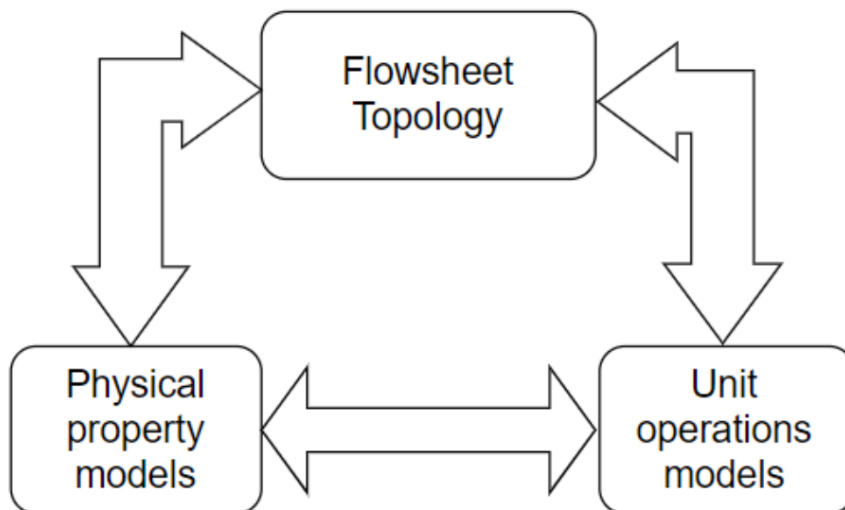 Flowsheet
Topology
Physical
property
models
Unit
operations
models